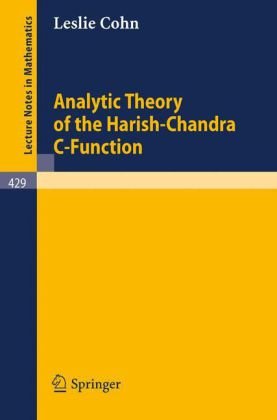 Leslie Cohn
Lecture Notes in Mathematics
Analytic Theory
of the Harish-Chandra
C-Function
429
Springer